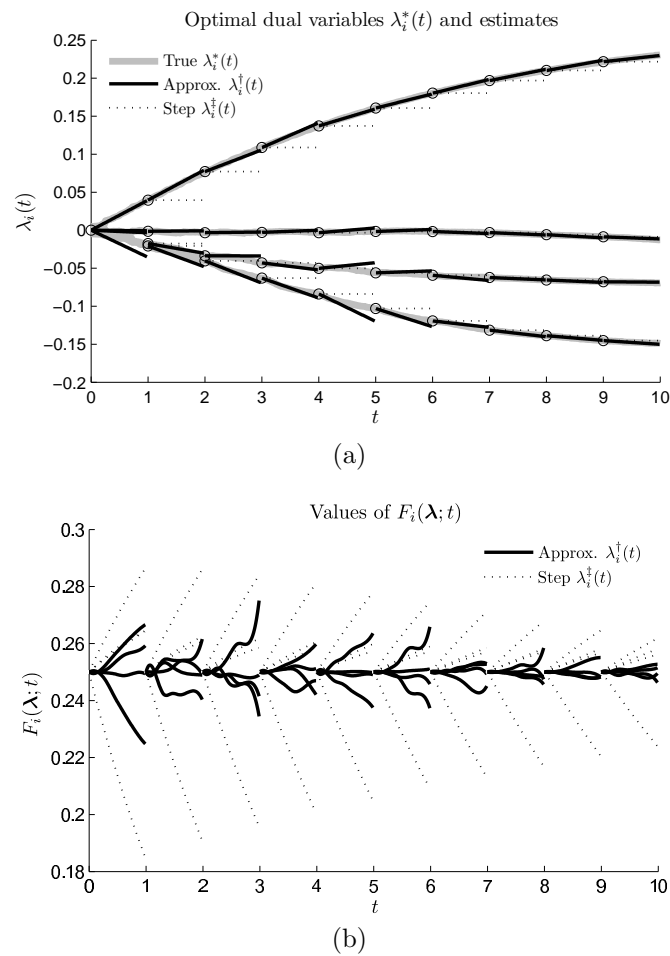 Optimal dual variables λ*ᵢ(t) and estimates
0.25
0.2
0.15
0.1
0.05
0
−0.05
−0.1
−0.15
−0.2
λᵢ(t)
True λ*ᵢ(t)
Approx. λ†ᵢ(t)
Step λ‡ᵢ(t)
0 1 2 3 4 5 6 7 8 9 10
t
(a)
Values of Fᵢ(λ; t)
0.3
0.28
0.26
0.24
0.22
0.2
0.18
Fᵢ(λ; t)
Approx. λ†ᵢ(t)
Step λ‡ᵢ(t)
0 1 2 3 4 5 6 7 8 9 10
t
(b)